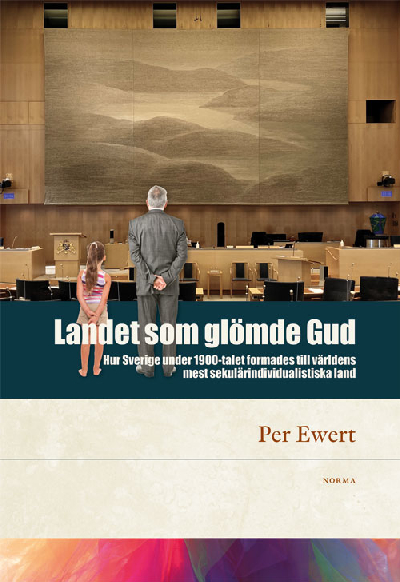 Landet som glömde Gud
Hur Sverige under 1900-talet formades till världens
mest sekulärindividualistiska land
Per Ewert
NORMA